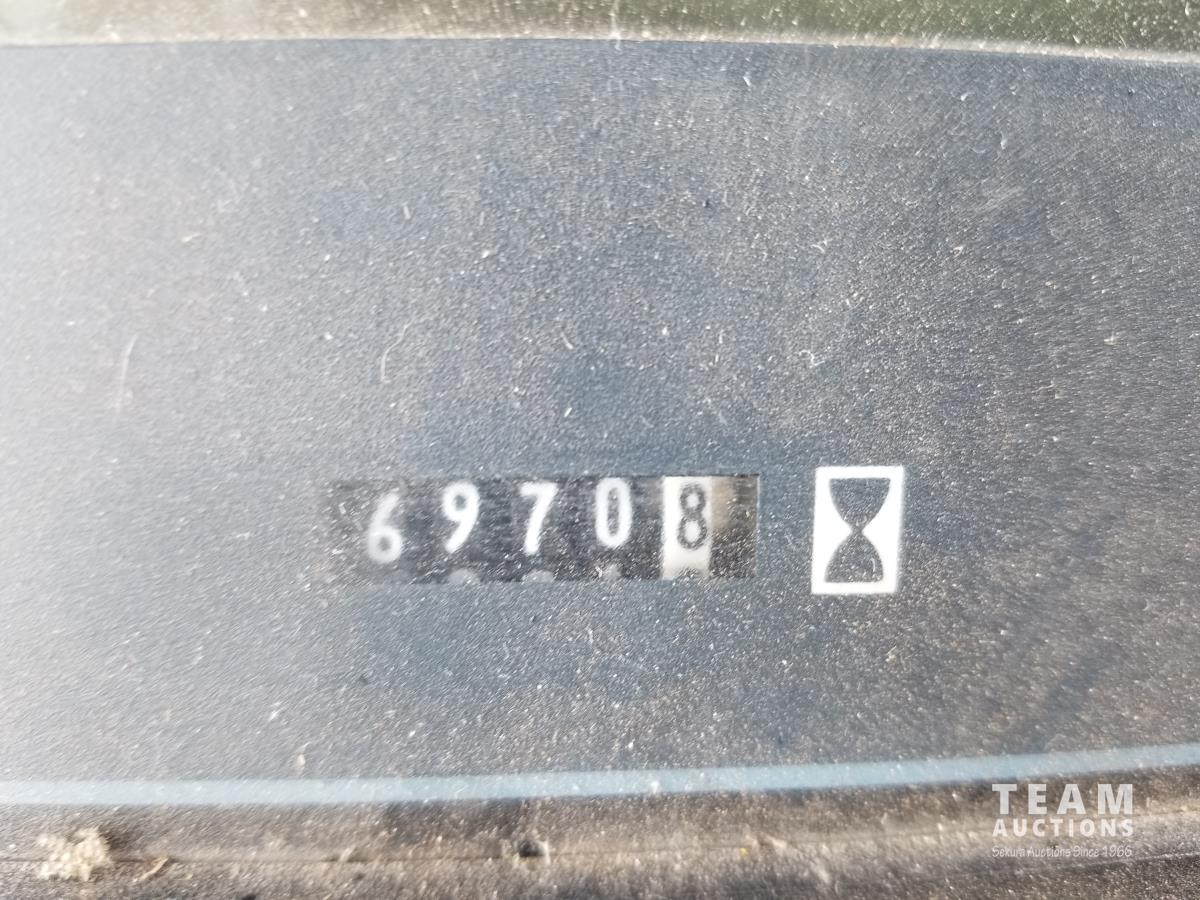 69708
TEAM
AUCTIONS
Sekura Auctions Since 1966